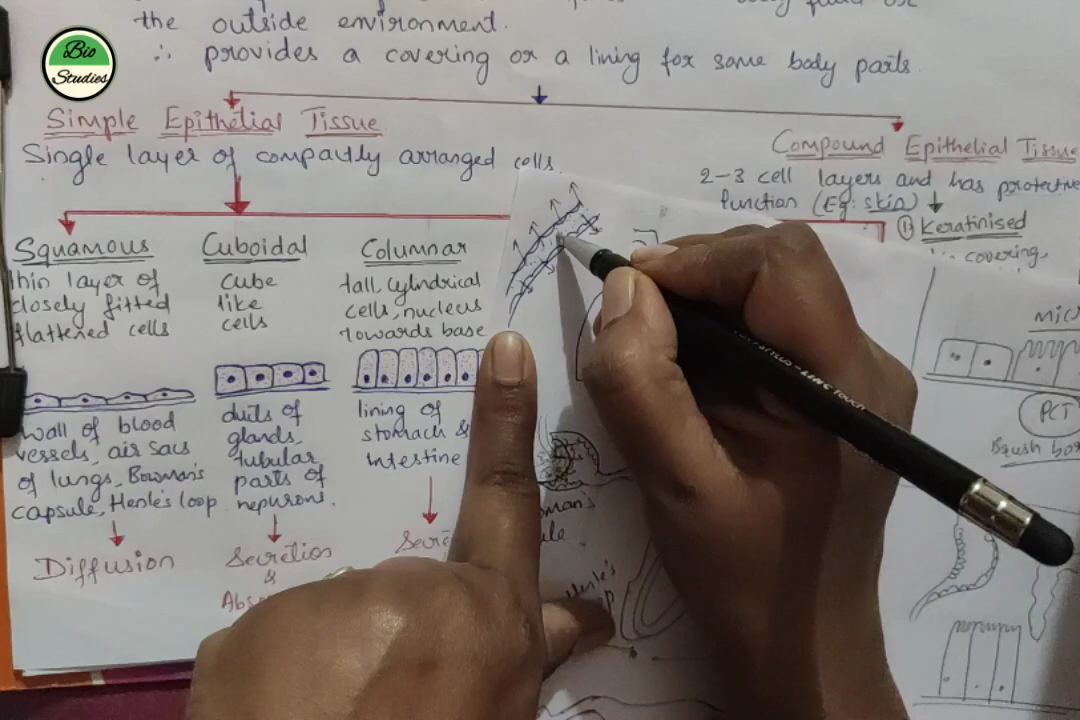 Bio
Studies
the outside environment.
∴ provides a covering or a lining for some body parts.
Simple Epithelial Tissue
Single layer of compactly arranged cells.
Compound Epithelial Tissue
2-3 cell layers and has protective
function (Eg: skin)
Keratinised
covering,
Squamous
thin layer of
closely fitted
flattened cells
wall of blood
vessels, air sacs
of lungs, Bowman's
capsule, Henle's loop
Diffusion
Cuboidal
Cube
like
cells
ducts of
glands,
tubular
parts of
nephrons.
Secretion
&
Columnar
tall, cylindrical
cells, nucleus
towards base
lining of
stomach &
intestine
PCT
Brush